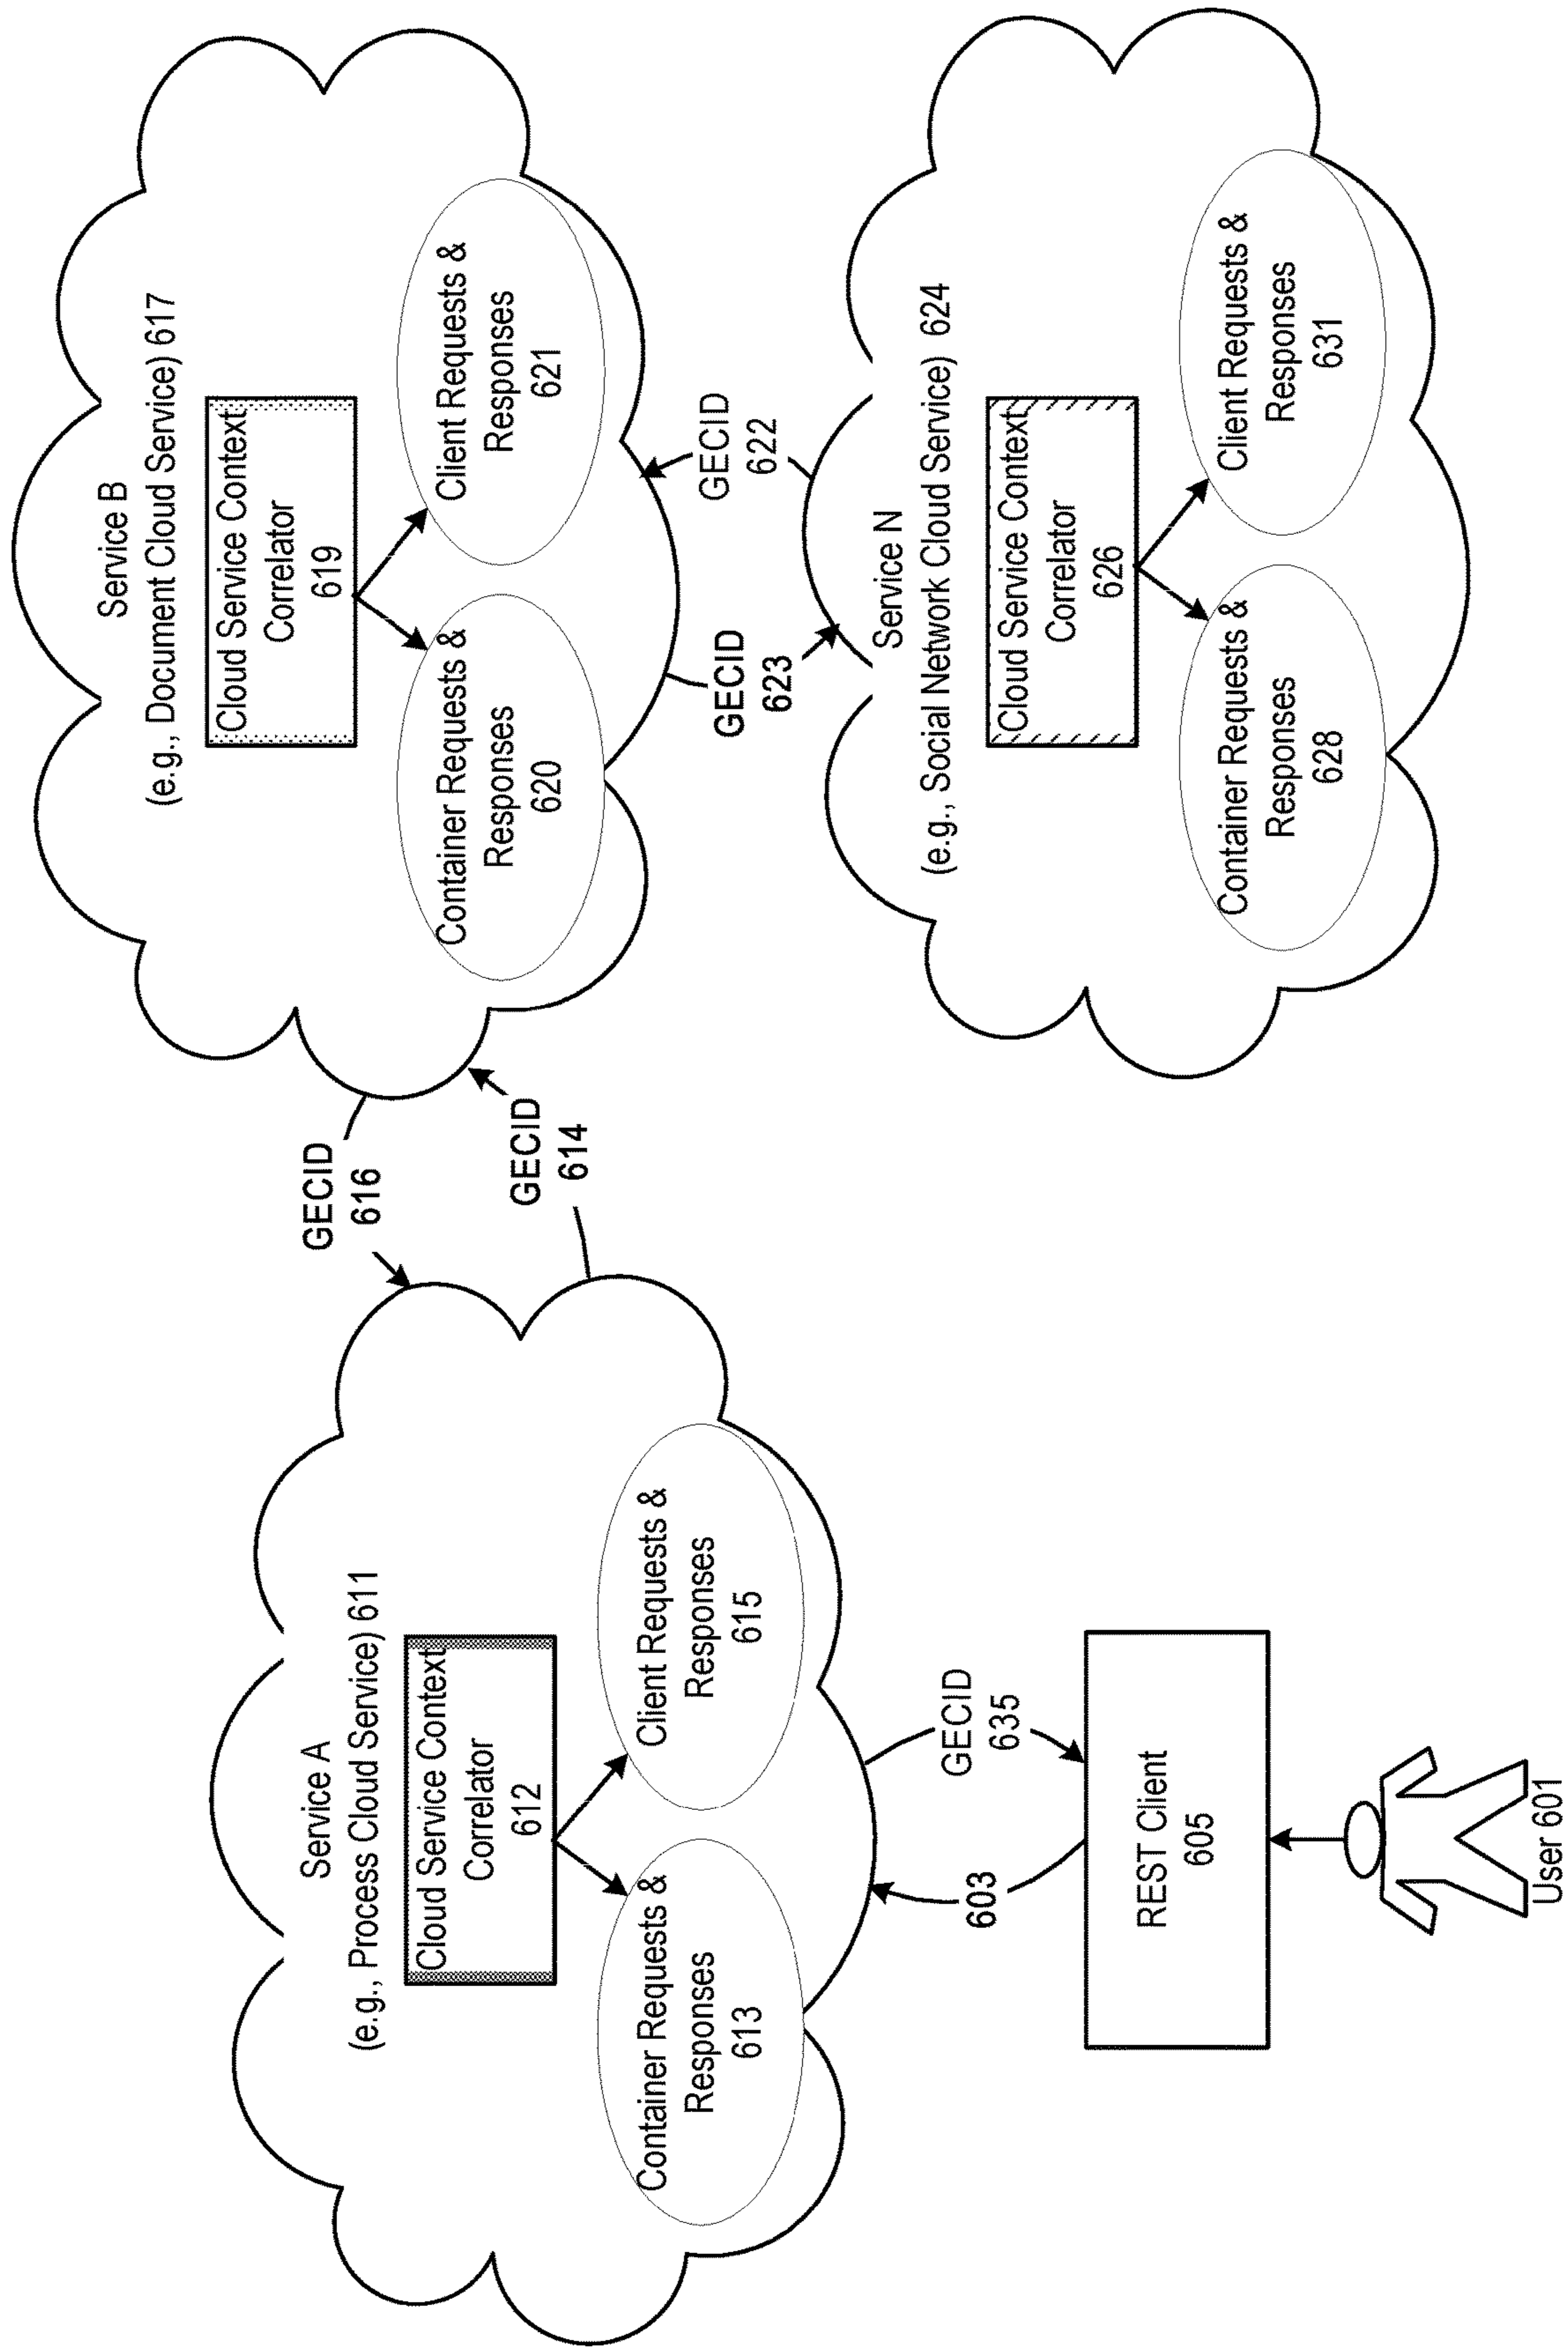 Service A
(e.g., Process Cloud Service) 611
Cloud Service Context
Correlator
612
Container Requests &
Responses
613
Client Requests &
Responses
615
603
GECID
635
REST Client
605
User 601
GECID
616
GECID
614
Service B
(e.g., Document Cloud Service) 617
Cloud Service Context
Correlator
619
Container Requests &
Responses
620
Client Requests &
Responses
621
GECID
623
GECID
622
Service N
(e.g., Social Network Cloud Service) 624
Cloud Service Context
Correlator
626
Container Requests &
Responses
628
Client Requests &
Responses
631